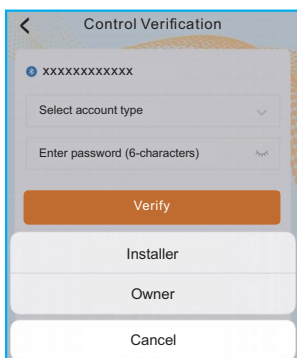 Control Verification
xxxxxxxxxxxx
Select account type
Enter password (6-characters)
Verify
Installer
Owner
Cancel